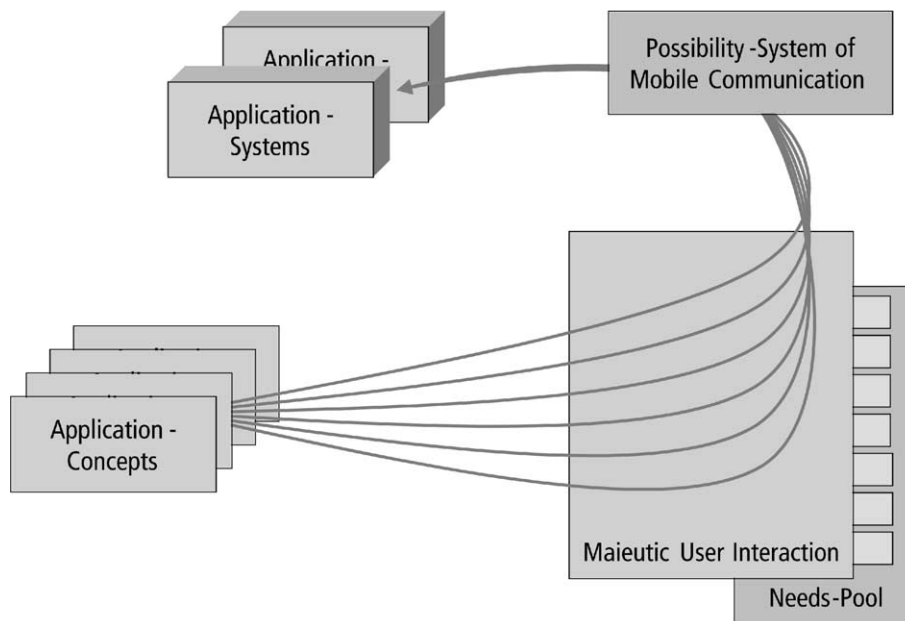 Application -
Application -
Systems
Possibility -System of
Mobile Communication
Application -
Concepts
Maieutic User Interaction
Needs-Pool